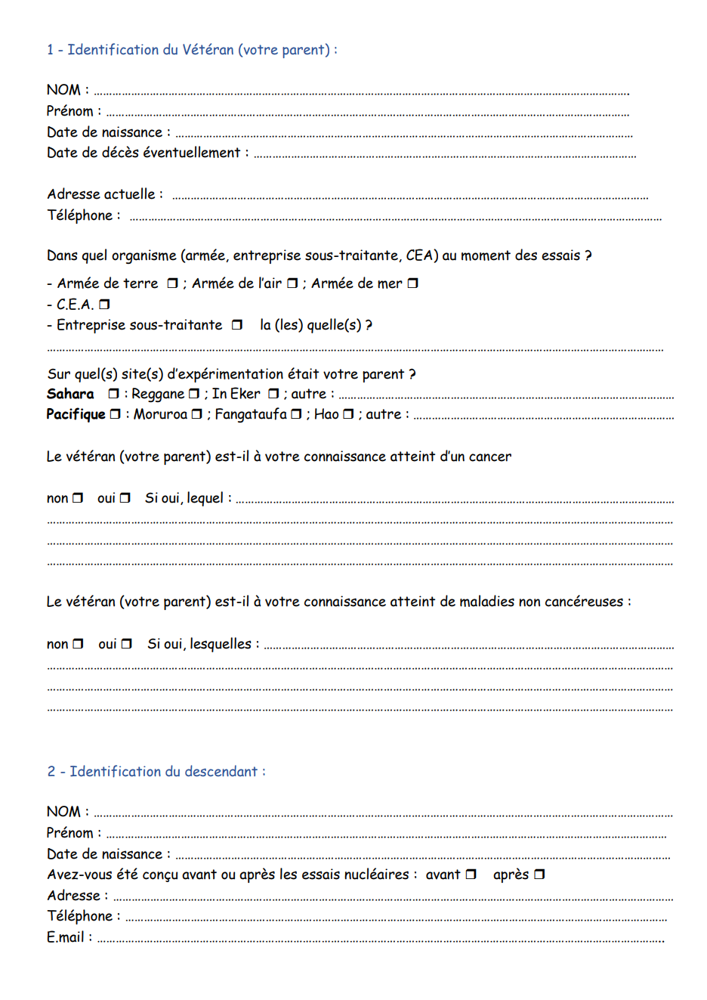 1 - Identification du Vétéran (votre parent) :
NOM : ……………………………………………………………………………………………………………………………………………………….
Prénom : ……………………………………………………………………………………………………………………………………………………
Date de naissance : …………………………………………………………………………………………………………………………………
Date de décès éventuellement : ……………………………………………………………………………………………………………
Adresse actuelle : ………………………………………………………………………………………………………………………………………
Téléphone : ………………………………………………………………………………………………………………………………………………………
Dans quel organisme (armée, entreprise sous-traitante, CEA) au moment des essais ?
- Armée de terre ❒ ; Armée de l’air ❒ ; Armée de mer ❒
- C.E.A. ❒
- Entreprise sous-traitante ❒ la (les) quelle(s) ?
…………………………………………………………………………………………………………………………………………………………………………………
Sur quel(s) site(s) d’expérimentation était votre parent ?
Sahara ❒ : Reggane ❒ ; In Eker ❒ ; autre : ………………………………………………………………………………………………
Pacifique ❒ : Moruroa ❒ ; Fangataufa ❒ ; Hao ❒ ; autre : …………………………………………………………………………
Le vétéran (votre parent) est-il à votre connaissance atteint d’un cancer
non ❒ oui ❒ Si oui, lequel : ……………………………………………………………………………………………………………………………
…………………………………………………………………………………………………………………………………………………………………………………
…………………………………………………………………………………………………………………………………………………………………………………
…………………………………………………………………………………………………………………………………………………………………………………
Le vétéran (votre parent) est-il à votre connaissance atteint de maladies non cancéreuses :
non ❒ oui ❒ Si oui, lesquelles : ……………………………………………………………………………………………………………………
…………………………………………………………………………………………………………………………………………………………………………………
…………………………………………………………………………………………………………………………………………………………………………………
…………………………………………………………………………………………………………………………………………………………………………………
2 - Identification du descendant :
NOM : ……………………………………………………………………………………………………………………………………………………………………
Prénom : ………………………………………………………………………………………………………………………………………………………………
Date de naissance : ……………………………………………………………………………………………………………………………………………
Avez-vous été conçu avant ou après les essais nucléaires : avant ❒ après ❒
Adresse : ………………………………………………………………………………………………………………………………………………………………
Téléphone : …………………………………………………………………………………………………………………………………………………………
E.mail : ………………………………………………………………………………………………………………………………………………………………..